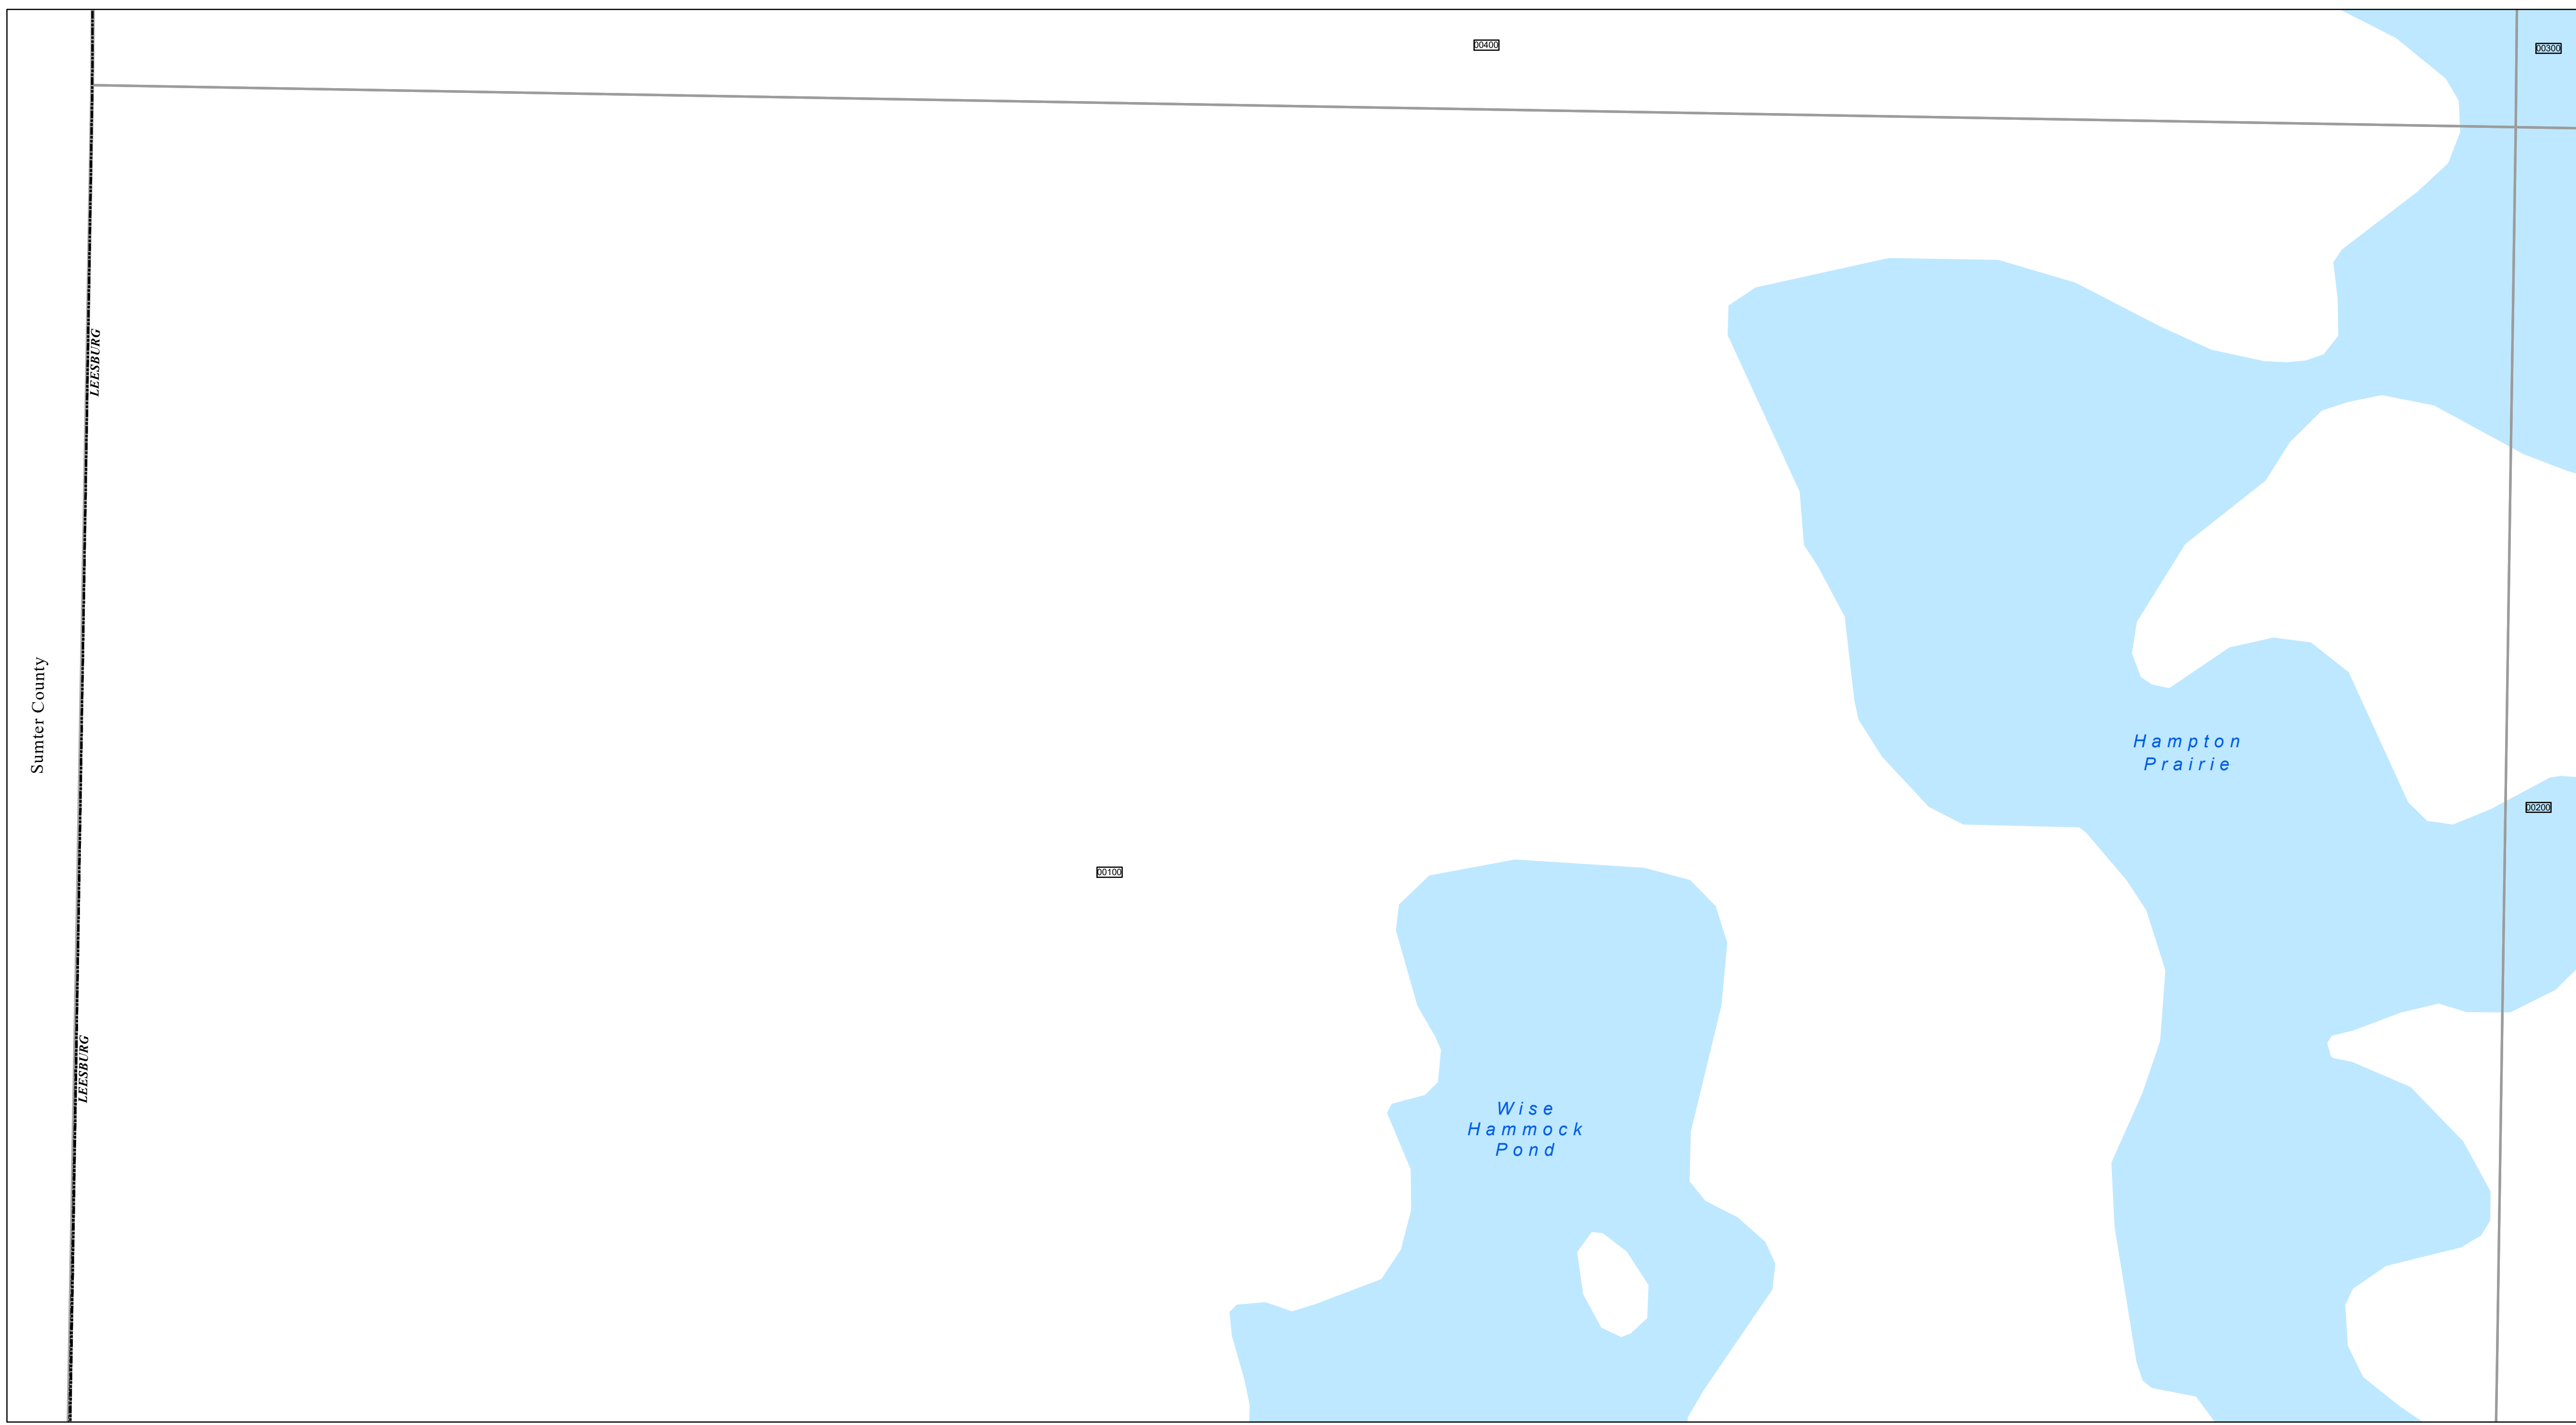 00400
00300
LEESBURG
Sumter County
Hampton
Prairie
00200
00100
LEESBURG
Wise
Hammock
Pond